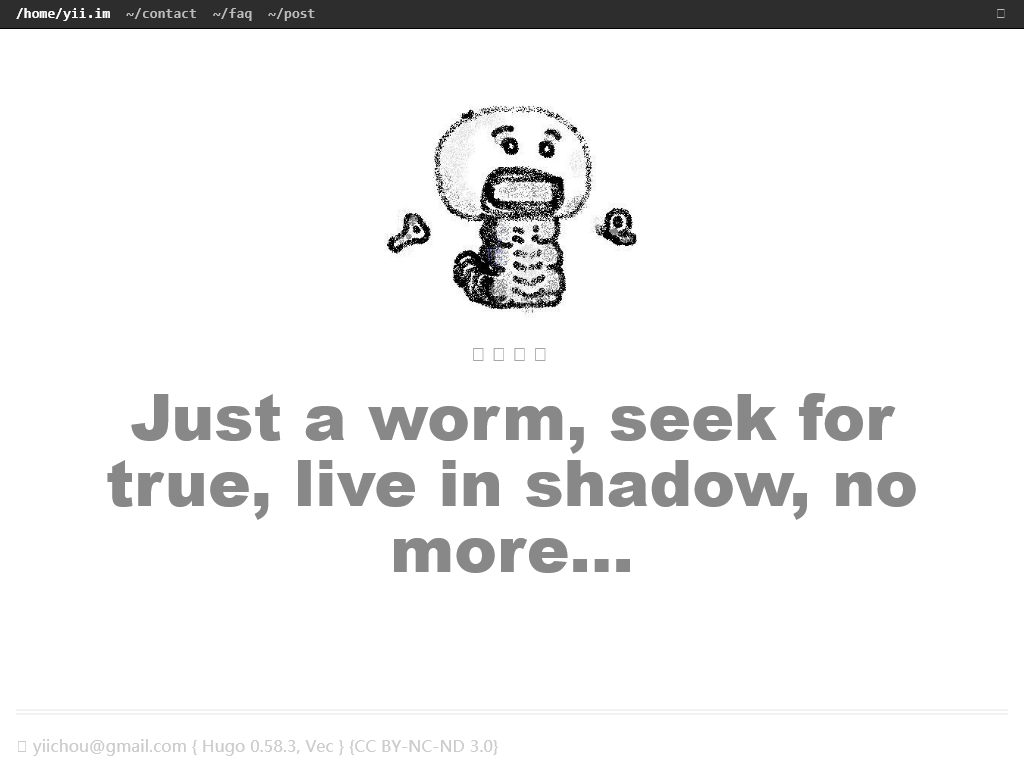 /home/yii.im ~/contact ~/faq ~/post
Just a worm, seek for
true, live in shadow, no
more...
yiichou@gmail.com { Hugo 0.58.3, Vec } {CC BY-NC-ND 3.0}